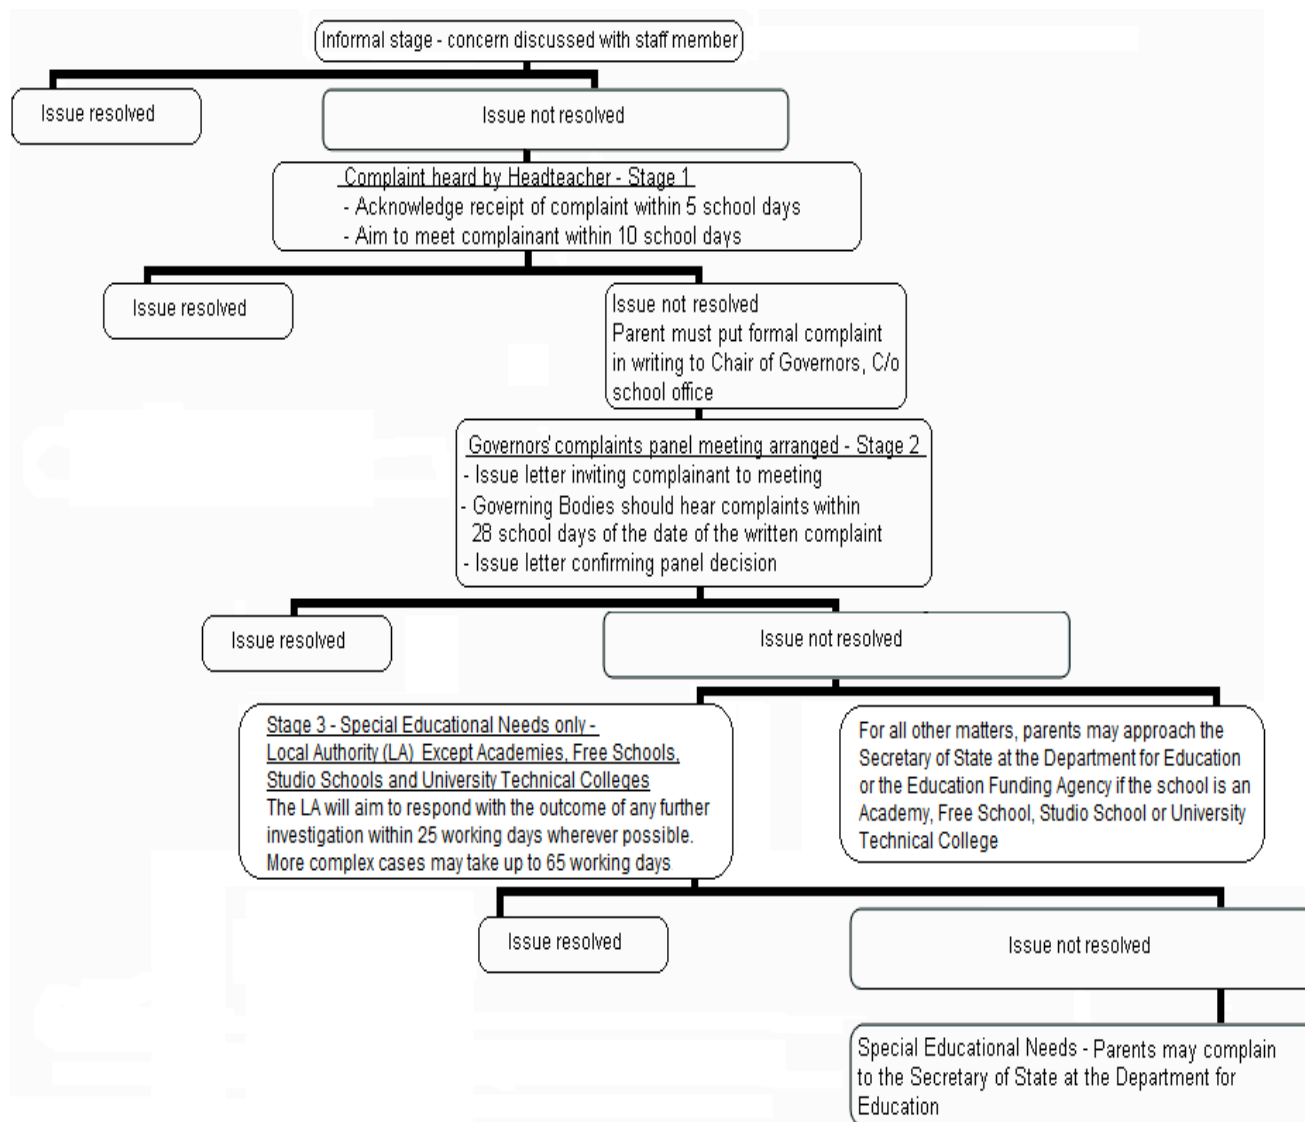 Informal stage - concern discussed with staff member
Issue resolved
Issue not resolved
Complaint heard by Headteacher - Stage 1
- Acknowledge receipt of complaint within 5 school days
- Aim to meet complainant within 10 school days
Issue resolved
Issue not resolved
Parent must put formal complaint
in writing to Chair of Governors, C/o
school office
Governors' complaints panel meeting arranged - Stage 2
- Issue letter inviting complainant to meeting
- Governing Bodies should hear complaints within
28 school days of the date of the written complaint
- Issue letter confirming panel decision
Issue resolved
Issue not resolved
Stage 3 - Special Educational Needs only -
Local Authority (LA) Except Academies, Free Schools,
Studio Schools and University Technical Colleges
The LA will aim to respond with the outcome of any further
investigation within 25 working days wherever possible.
More complex cases may take up to 65 working days
For all other matters, parents may approach the
Secretary of State at the Department for Education
or the Education Funding Agency if the school is an
Academy, Free School, Studio School or University
Technical College
Issue resolved
Issue not resolved
Special Educational Needs - Parents may complain
to the Secretary of State at the Department for
Education